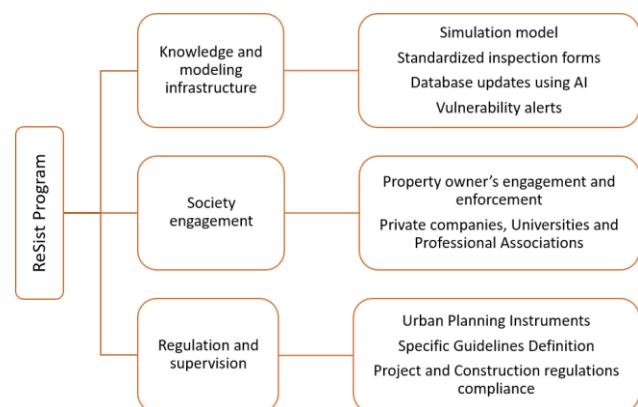 ReSist Program
Knowledge and
modeling
infrastructure
Simulation model
Standardized inspection forms
Database updates using AI
Vulnerability alerts
Society
engagement
Property owner's engagement and
enforcement
Private companies, Universities and
Professional Associations
Regulation and
supervision
Urban Planning Instruments
Specific Guidelines Definition
Project and Construction regulations
compliance